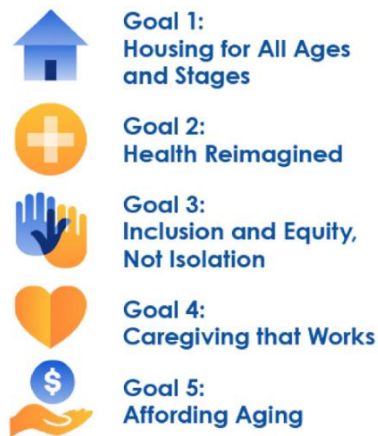 Goal 1:
Housing for All Ages
and Stages
Goal 2:
Health Reimagined
Goal 3:
Inclusion and Equity,
Not Isolation
Goal 4:
Caregiving that Works
$
Goal 5:
Affording Aging